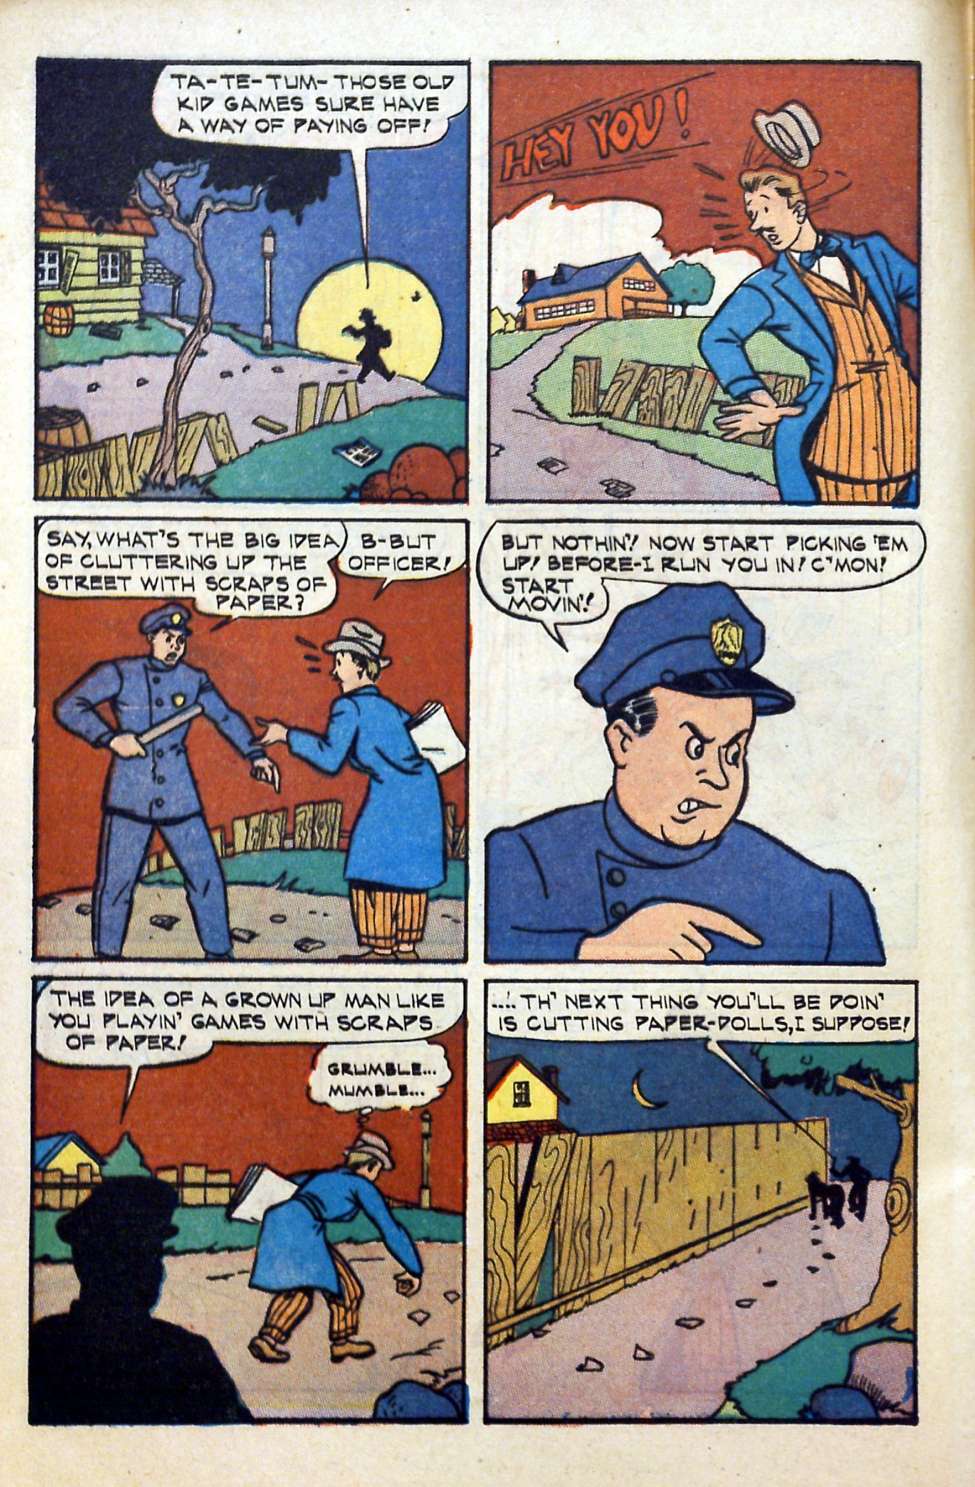 TA-TE-TUM- THOSE OLD
KID GAMES SURE HAVE
A WAY OF PAYING OFF!
HEY YOU!
SAY, WHAT'S THE BIG IDEA
OF CLUTTERING UP THE
STREET WITH SCRAPS OF
PAPER?
B-BUT
OFFICER!
BUT NOTHIN'! NOW START PICKING 'EM
UP! BEFORE-I RUN YOU IN! C'MON!
START
MOVIN'!
THE IDEA OF A GROWN UP MAN LIKE
YOU PLAYIN' GAMES WITH SCRAPS
OF PAPER!
GRUMBLE...
MUMBLE...
...TH' NEXT THING YOU'LL BE DOIN'
IS CUTTING PAPER-DOLLS, I SUPPOSE!